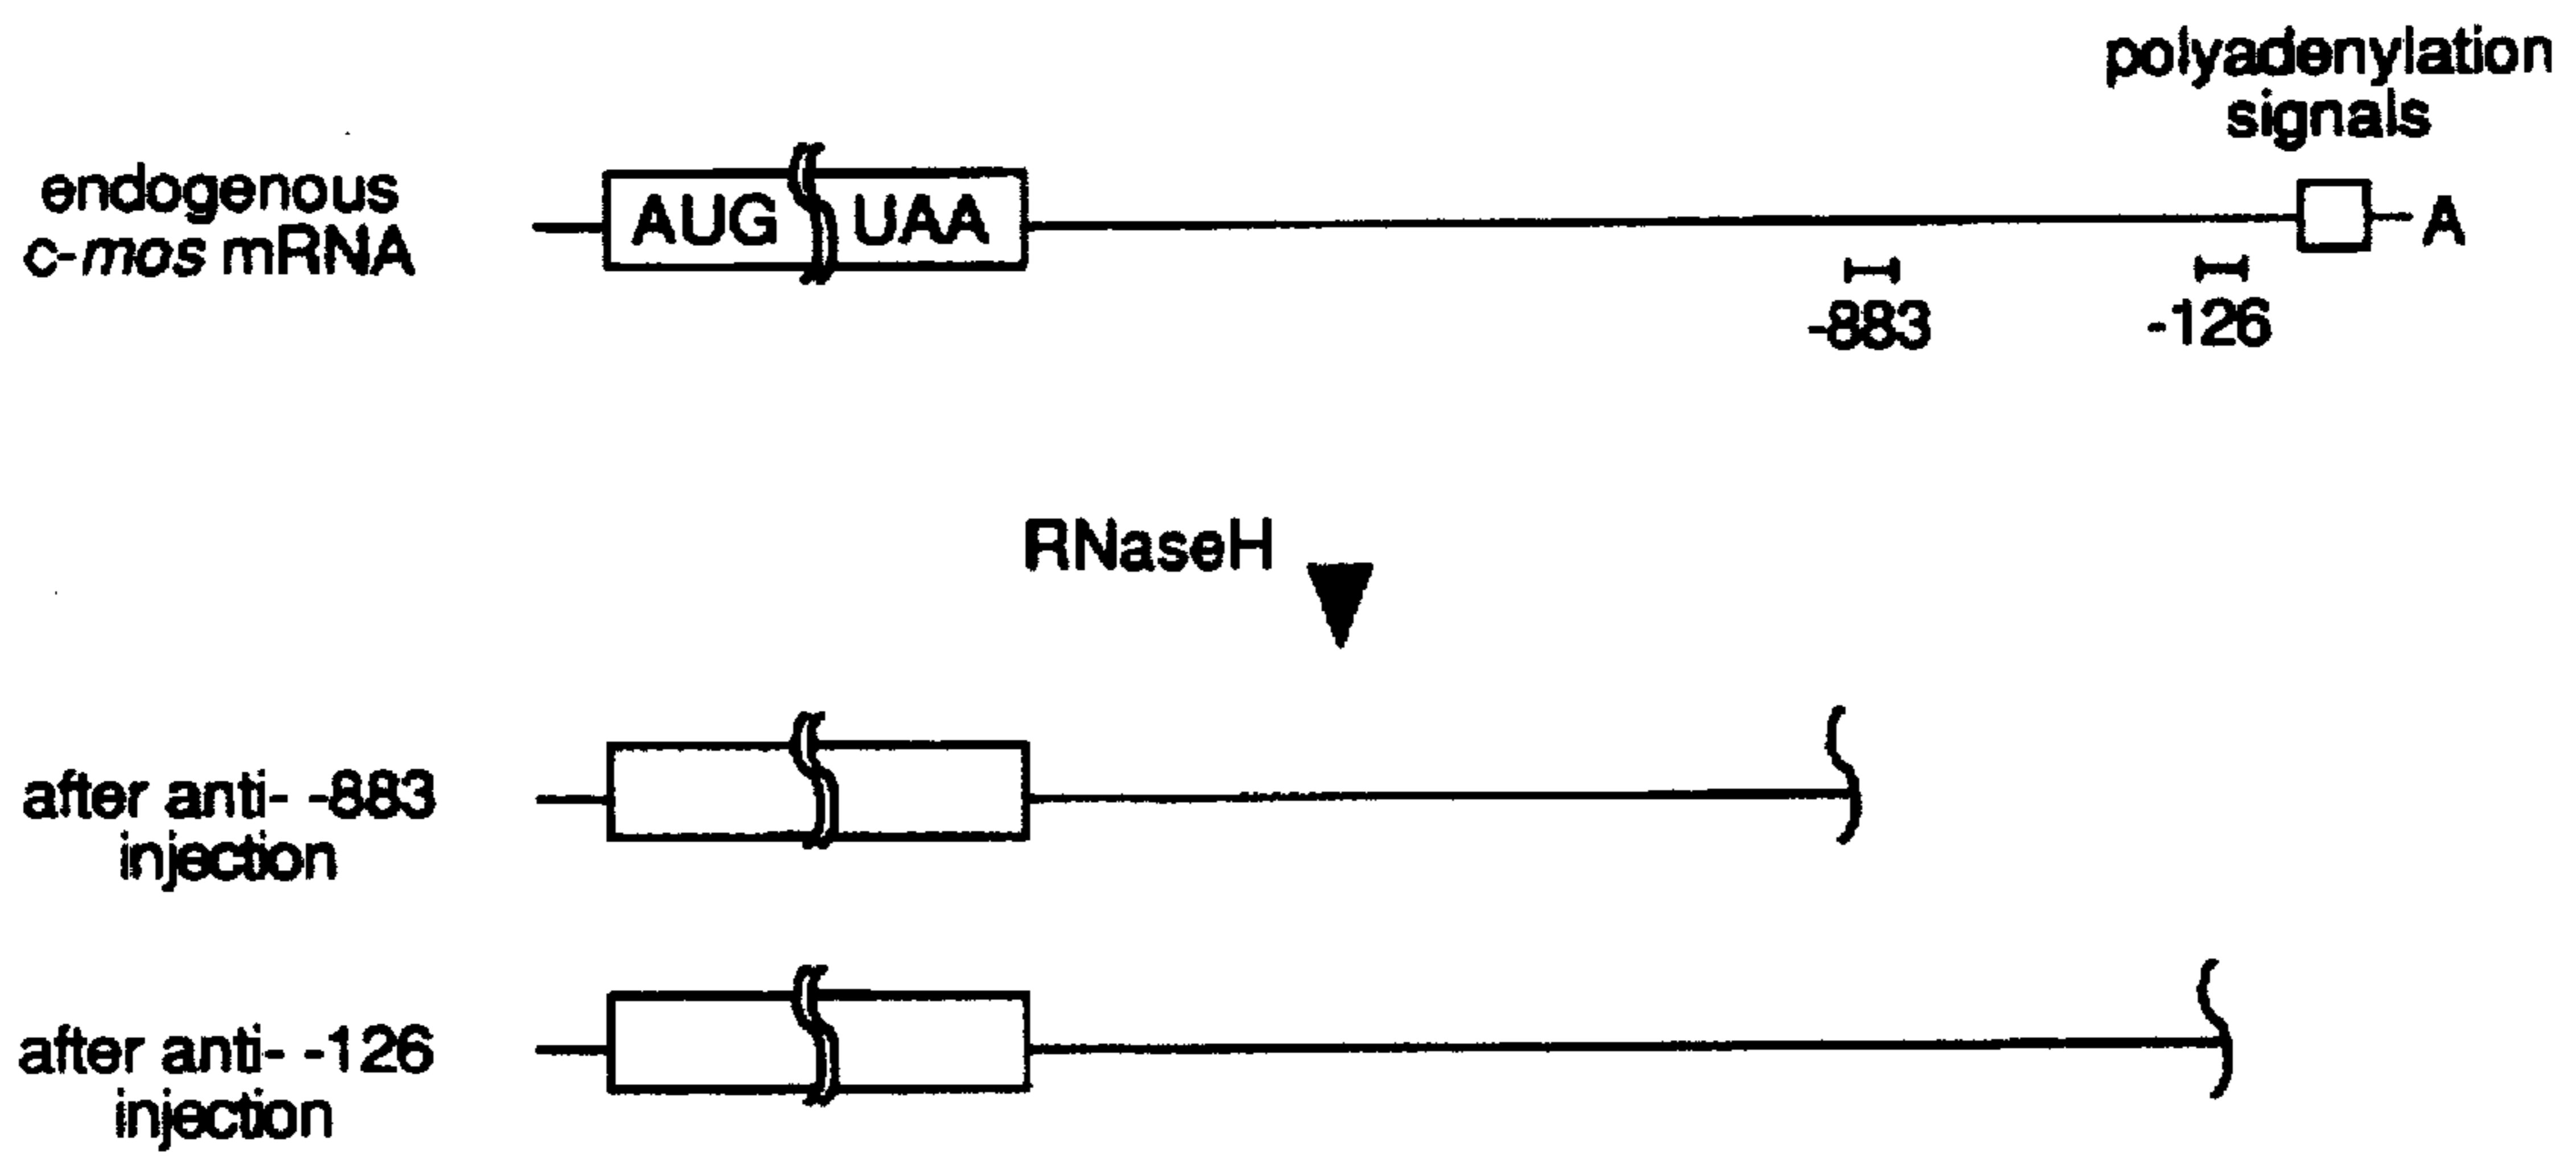 polyadenylation
signals
endogenous
c-mos mRNA
AUG UAA
A
-883 -126
RNaseH
after anti- -883
injection
after anti- -126
injection